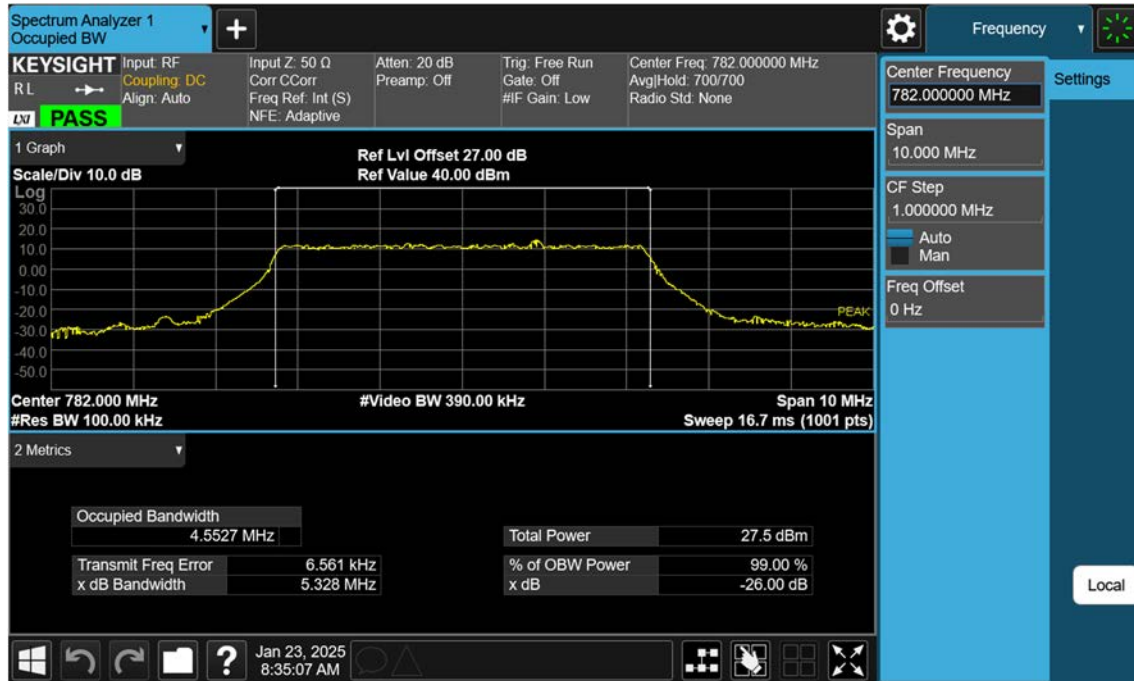 Spectrum Analyzer 1
Occupied BW
Frequency
KEYSIGHT
R L
LXI
PASS
Input: RF
Coupling: DC
Align: Auto
Input Z: 50 Ω
Corr CCorr
Freq Ref: Int (S)
NFE: Adaptive
Atten: 20 dB
Preamp: Off
Trig: Free Run
Gate: Off
#IF Gain: Low
Center Freq: 782.000000 MHz
Avg|Hold: 700/700
Radio Std: None
Center Frequency
782.000000 MHz
Settings
Span
10.000 MHz
CF Step
1.000000 MHz
Auto
Man
Freq Offset
0 Hz
Local
1 Graph
Scale/Div 10.0 dB
Ref Lvl Offset 27.00 dB
Ref Value 40.00 dBm
Log
30.0
20.0
10.0
0.00
-10.0
-20.0
-30.0
-40.0
-50.0
PEAK
Center 782.000 MHz
#Video BW 390.00 kHz
Span 10 MHz
#Res BW 100.00 kHz
Sweep 16.7 ms (1001 pts)
2 Metrics
Occupied Bandwidth
4.5527 MHz
Total Power 27.5 dBm
Transmit Freq Error 6.561 kHz
% of OBW Power 99.00 %
x dB Bandwidth 5.328 MHz
x dB -26.00 dB
?
Jan 23, 2025
8:35:07 AM